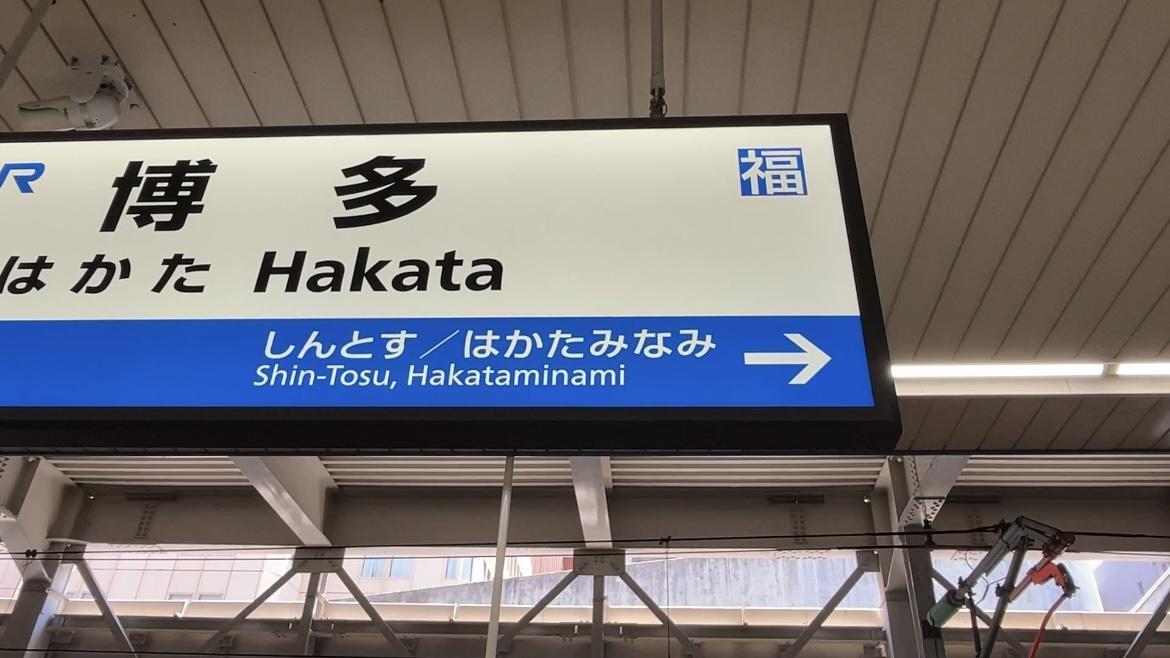 R
博多
福
はかた Hakata
しんとす／はかたみなみ
Shin-Tosu, Hakataminami